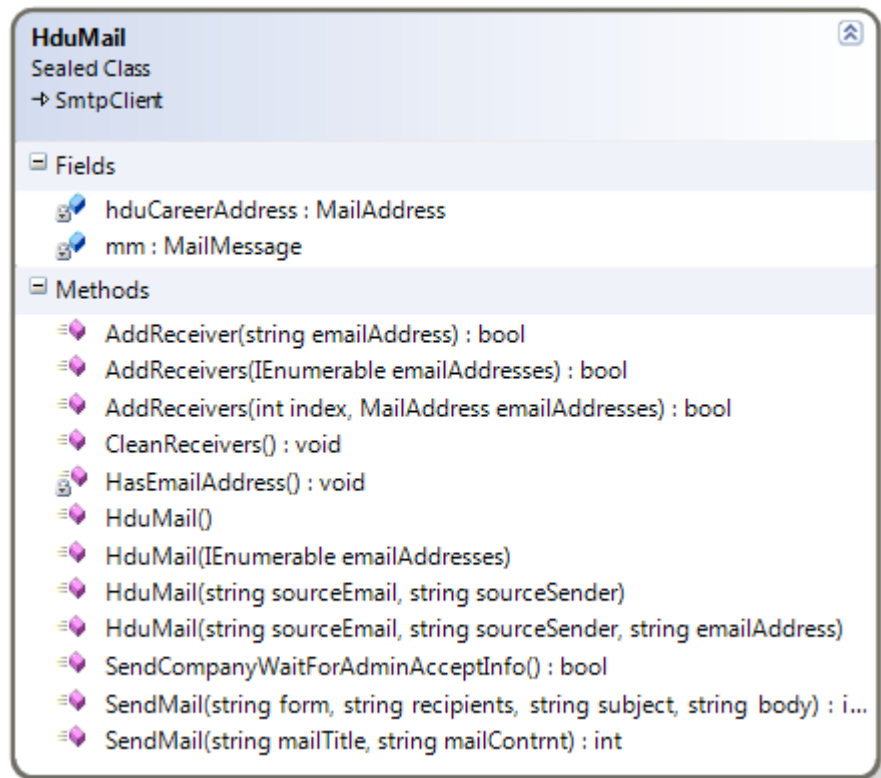 HduMail
Sealed Class
SmtpClient
Fields
hduCareerAddress : MailAddress
mm : MailMessage
Methods
AddReceiver(string emailAddress) : bool
AddReceivers(IEnumerable emailAddresses) : bool
AddReceivers(int index, MailAddress emailAddresses) : bool
CleanReceivers() : void
HasEmailAddress() : void
HduMail()
HduMail(IEnumerable emailAddresses)
HduMail(string sourceEmail, string sourceSender)
HduMail(string sourceEmail, string sourceSender, string emailAddress)
SendCompanyWaitForAdminAcceptInfo() : bool
SendMail(string form, string recipients, string subject, string body) : i...
SendMail(string mailTitle, string mailContrnt) : int